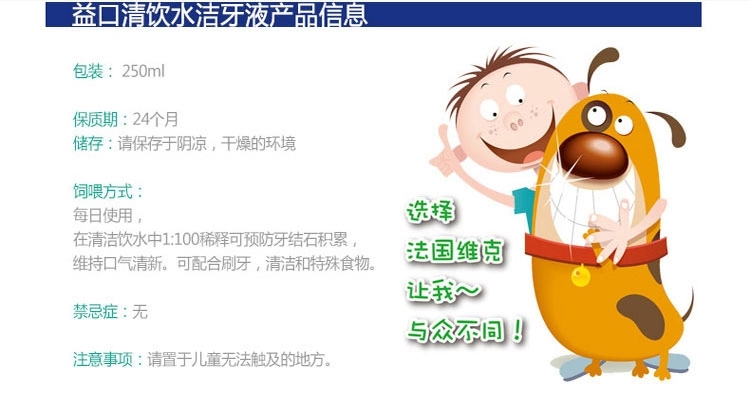 益口清饮水洁牙液产品信息
包装： 250ml
保质期：24个月
储存：请保存于阴凉，干燥的环境
饲喂方式：
每日使用，
在清洁饮水中1:100稀释可预防牙结石积累，
维持口气清新。可配合刷牙，清洁和特殊食物。
禁忌症：无
注意事项：请置于儿童无法触及的地方。
选择
法国维克
让我～
与众不同！